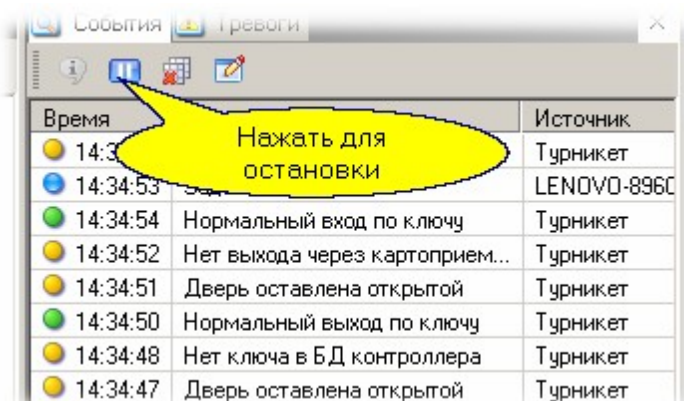 События Тревоги
Время Источник
Нажать для
остановки
14:3 Турникет
14:34:53 LENOVO-8960
14:34:54 Нормальный вход по ключу Турникет
14:34:52 Нет выхода через картоприем... Турникет
14:34:51 Дверь оставлена открытой Турникет
14:34:50 Нормальный выход по ключу Турникет
14:34:48 Нет ключа в БД контроллера Турникет
14:34:47 Дверь оставлена открытой Турникет